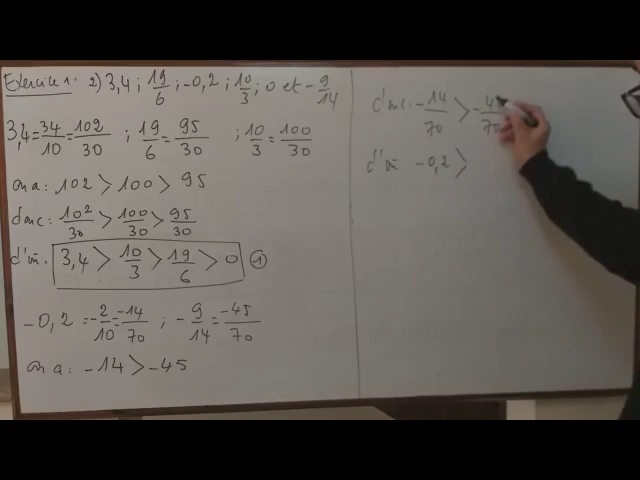 Exercice 1: 2) 3,4 ; 19/6 ; -0,2 ; 10/3 ; 0 et -9/14
3,4 = 34/10 = 102/30 ; 19/6 = 95/30 ; 10/3 = 100/30
on a : 102 > 100 > 95
donc : 102/30 > 100/30 > 95/30
d'où 3,4 > 10/3 > 19/6 > 0 ①
-0,2 = -2/10 = -14/70 ; -9/14 = -45/70
on a : -14 > -45
donc : -14/70 >
d'où -0,2 >